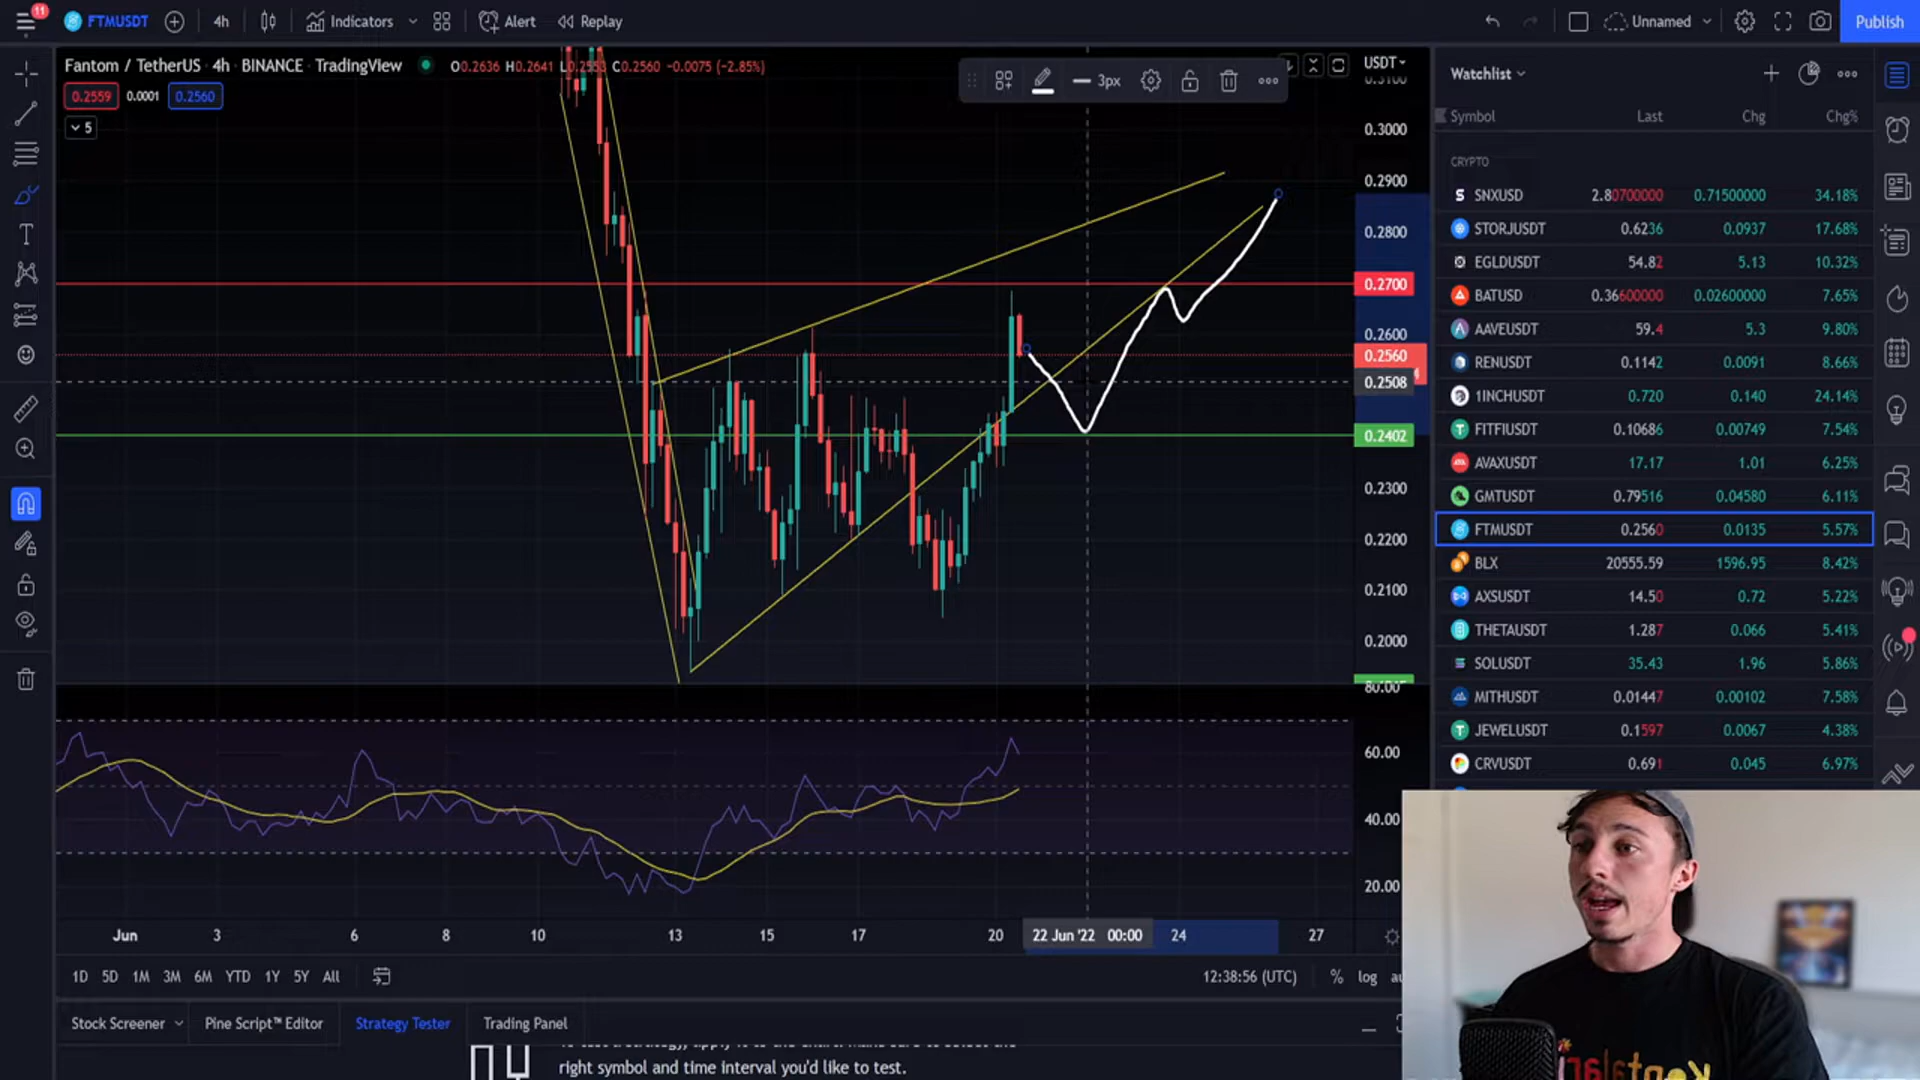 11 FTMUSDT 4h Indicators Alert Replay Unnamed Publish
Fantom / TetherUS · 4h · BINANCE · TradingView O0.2636 H0.2641 C0.2560 -0.0075 (-2.85%)
0.2559 0.0001 0.2560
5
3px
USDT
0.3100
0.3000
0.2900
0.2800
0.2700
0.2600
0.2560
0.2508
0.2402
0.2300
0.2200
0.2100
0.2000
80.00
60.00
40.00
20.00
Jun 3 6 8 10 13 15 17 20 22 Jun '22 00:00 24 27
1D 5D 1M 3M 6M YTD 1Y 5Y All 12:38:56 (UTC) % log
Stock Screener Pine Script™ Editor Strategy Tester Trading Panel
right symbol and time interval you'd like to test.
Watchlist
Symbol Last Chg Chg%
CRYPTO
SNXUSD 2.80700000 0.71500000 34.18%
STORJUSDT 0.6236 0.0937 17.68%
EGLDUSDT 54.82 5.13 10.32%
BATUSD 0.36600000 0.02600000 7.65%
AAVEUSDT 59.4 5.3 9.80%
RENUSDT 0.1142 0.0091 8.66%
1INCHUSDT 0.720 0.140 24.14%
FITFIUSDT 0.10686 0.00749 7.54%
AVAXUSDT 17.17 1.01 6.25%
GMTUSDT 0.79516 0.04580 6.11%
FTMUSDT 0.2560 0.0135 5.57%
BLX 20555.59 1596.95 8.42%
AXSUSDT 14.50 0.72 5.22%
THETAUSDT 1.287 0.066 5.41%
SOLUSDT 35.43 1.96 5.86%
MITHUSDT 0.01447 0.00102 7.58%
JEWELUSDT 0.1597 0.0067 4.38%
CRVUSDT 0.691 0.045 6.97%